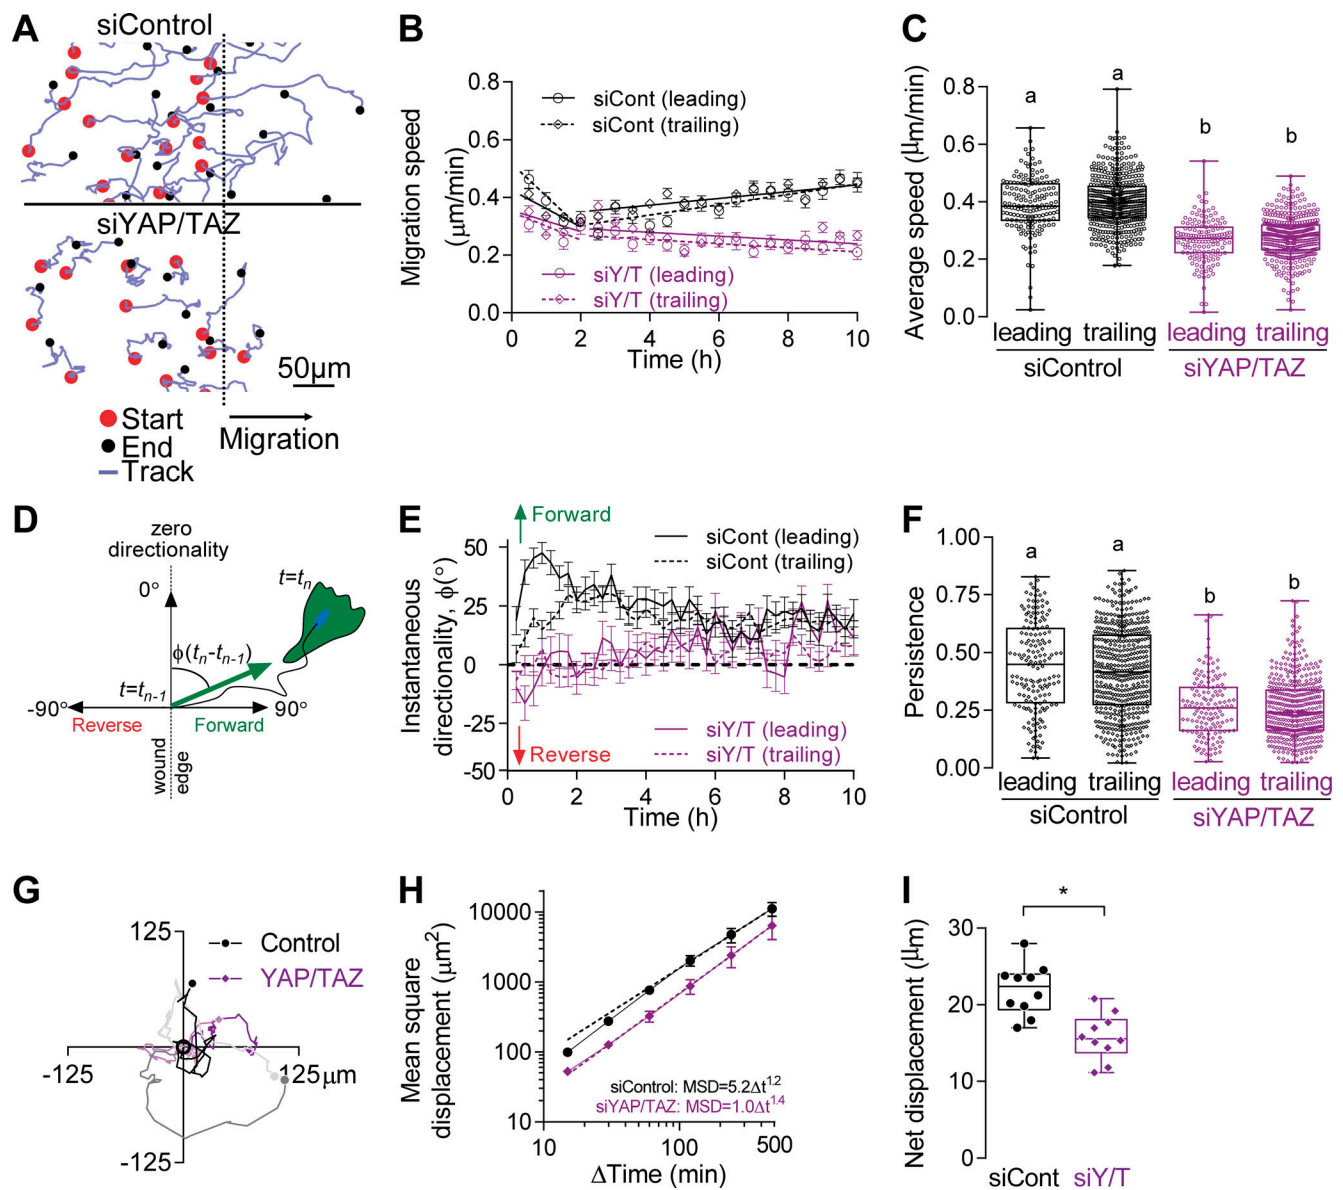 A
siControl
siYAP/TAZ
50μm
Start
End
Track
Migration
B
Migration speed
(μm/min)
0.8
0.6
0.4
0.2
0.0
siCont (leading)
siCont (trailing)
siY/T (leading)
siY/T (trailing)
0 2 4 6 8 10
Time (h)
C
Average speed (μm/min)
0.8
0.6
0.4
0.2
0.0
a
a
b
b
leading trailing leading trailing
siControl siYAP/TAZ
D
zero
directionality
0°
t=tn
ϕ(tn-tn-1)
t=tn-1
-90°
90°
Reverse
Forward
wound
edge
E
Instantaneous
directionality, ϕ(°)
Forward
50
25
0
-25
-50
siCont (leading)
siCont (trailing)
siY/T (leading)
siY/T (trailing)
Reverse
0 2 4 6 8 10
Time (h)
F
Persistence
1.00
0.75
0.50
0.25
0.00
a
a
b
b
leading trailing leading trailing
siControl siYAP/TAZ
G
125
Control
YAP/TAZ
-125
125μm
-125
H
Mean square
displacement (μm2)
10000
1000
100
10
siControl: MSD=5.2Δt1.2
siYAP/TAZ: MSD=1.0Δt1.4
10 100 500
ΔTime (min)
I
Net displacement (μm)
30
20
10
0
*
siCont siY/T